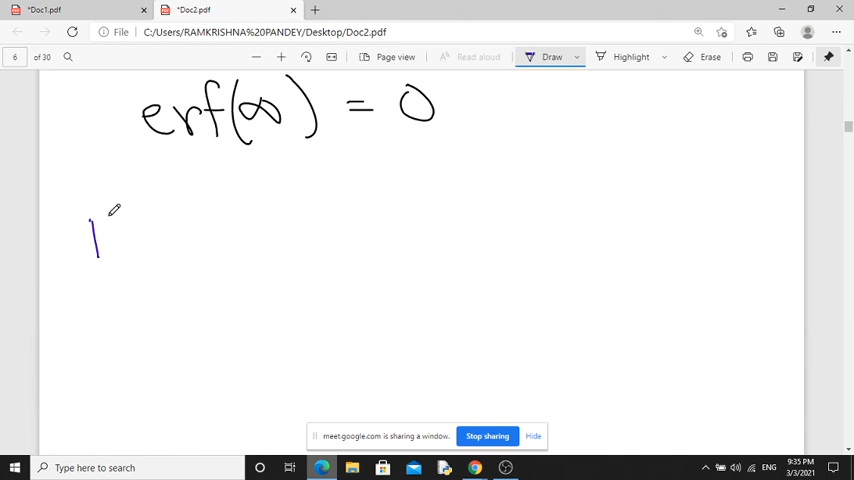 *Doc1.pdf
*Doc2.pdf
File C:/Users/RAMKRISHNA%20PANDEY/Desktop/Doc2.pdf
6 of 30 Page view Read aloud Draw Highlight Erase
erf(∞) = 0
meet.google.com is sharing a window. Stop sharing Hide
Type here to search
ENG
9:35 PM
3/3/2021